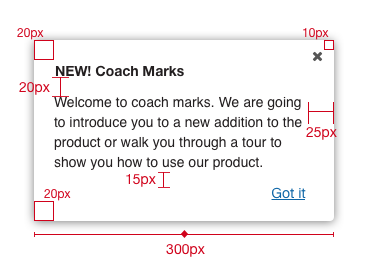 20px
10px
✖
NEW! Coach Marks
20px
Welcome to coach marks. We are going
to introduce you to a new addition to the
product or walk you through a tour to
show you how to use our product.
25px
15px
20px
Got it
300px